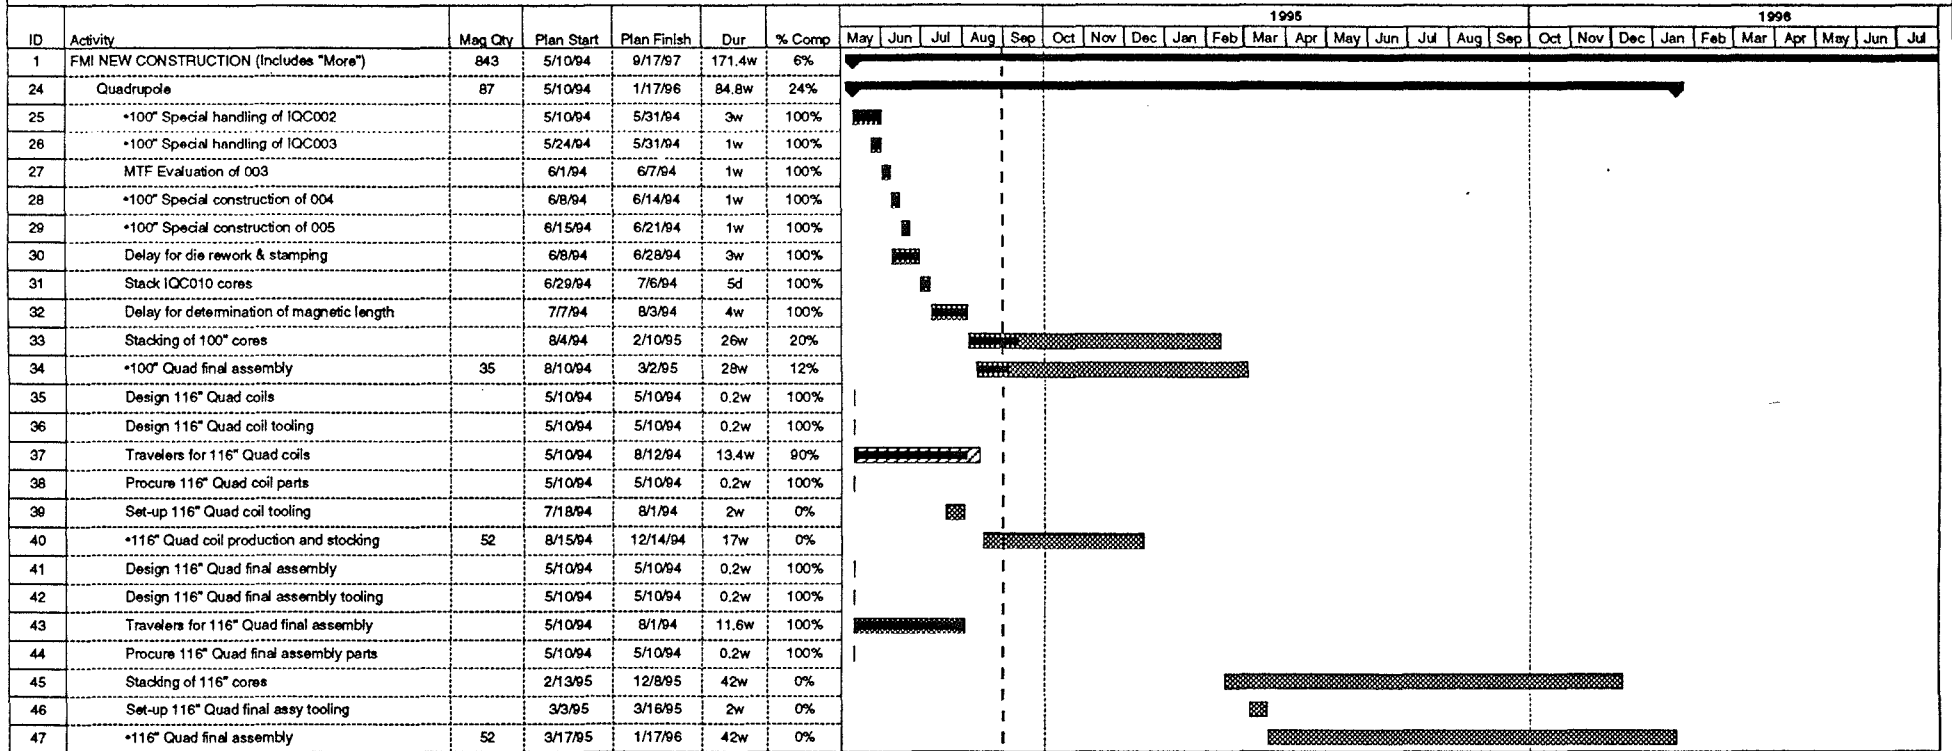 1995 1996
ID Activity Mag Qty Plan Start Plan Finish Dur % Comp May Jun Jul Aug Sep Oct Nov Dec Jan Feb Mar Apr May Jun Jul Aug Sep Oct Nov Dec Jan Feb Mar Apr May Jun Jul
1 FMI NEW CONSTRUCTION (Includes "More") 843 5/10/94 9/17/97 171.4w 6%
24 Quadrupole 87 5/10/94 1/17/96 84.8w 24%
25 •100" Special handling of IQC002 5/10/94 5/31/94 3w 100%
26 •100" Special handling of IQC003 5/24/94 5/31/94 1w 100%
27 MTF Evaluation of 003 6/1/94 6/7/94 1w 100%
28 •100" Special construction of 004 6/8/94 6/14/94 1w 100%
29 •100" Special construction of 005 6/15/94 6/21/94 1w 100%
30 Delay for die rework & stamping 6/8/94 6/28/94 3w 100%
31 Stack IQC010 cores 6/29/94 7/6/94 5d 100%
32 Delay for determination of magnetic length 7/7/94 8/3/94 4w 100%
33 Stacking of 100" cores 8/4/94 2/10/95 26w 20%
34 •100" Quad final assembly 35 8/10/94 3/2/95 28w 12%
35 Design 116" Quad coils 5/10/94 5/10/94 0.2w 100%
36 Design 116" Quad coil tooling 5/10/94 5/10/94 0.2w 100%
37 Travelers for 116" Quad coils 5/10/94 8/12/94 13.4w 90%
38 Procure 116" Quad coil parts 5/10/94 5/10/94 0.2w 100%
39 Set-up 116" Quad coil tooling 7/18/94 8/1/94 2w 0%
40 •116" Quad coil production and stocking 52 8/15/94 12/14/94 17w 0%
41 Design 116" Quad final assembly 5/10/94 5/10/94 0.2w 100%
42 Design 116" Quad final assembly tooling 5/10/94 5/10/94 0.2w 100%
43 Travelers for 116" Quad final assembly 5/10/94 8/1/94 11.6w 100%
44 Procure 116" Quad final assembly parts 5/10/94 5/10/94 0.2w 100%
45 Stacking of 116" cores 2/13/95 12/8/95 42w 0%
46 Set-up 116" Quad final assy tooling 3/3/95 3/16/95 2w 0%
47 •116" Quad final assembly 52 3/17/95 1/17/96 42w 0%